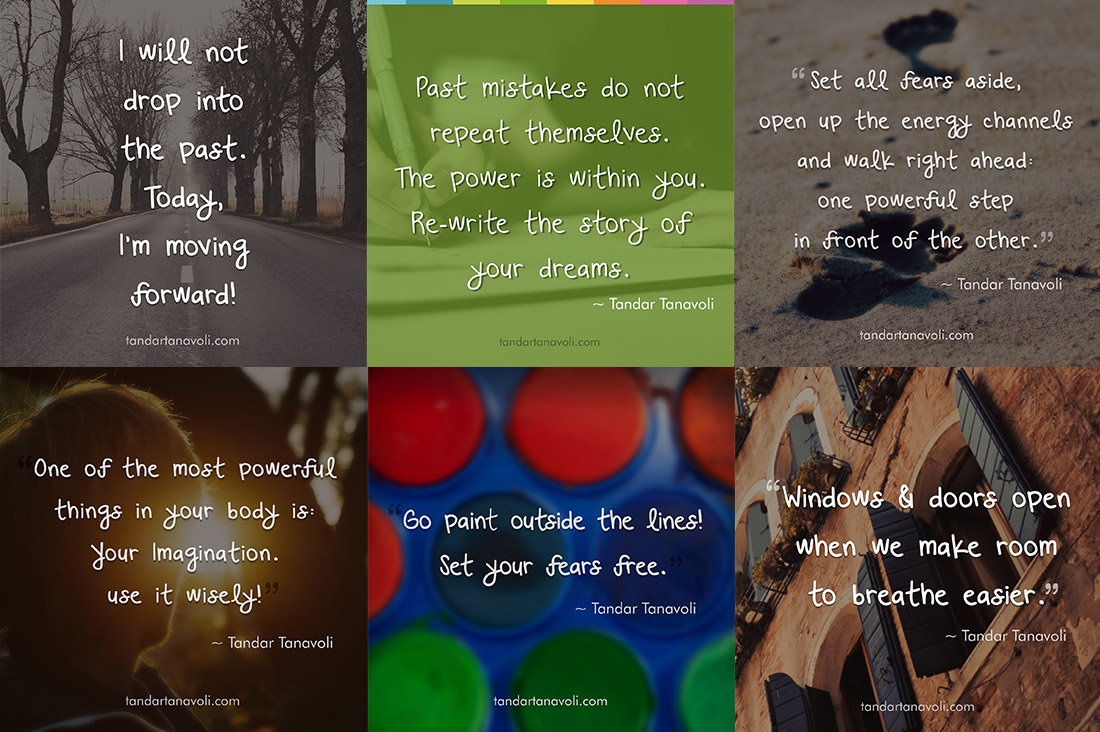 I will not
drop into
the past.
Today,
I'm moving
forward!
tandartanavoli.com
Past mistakes do not
repeat themselves.
The power is within you.
Re-write the story of
your dreams.
~ Tandar Tanavoli
tandartanavoli.com
“Set all fears aside,
open up the energy channels
and walk right ahead:
one powerful step
in front of the other.”
~ Tandar Tanavoli
tandartanavoli.com
“One of the most powerful
things in your body is:
your Imagination.
use it wisely!”
~ Tandar Tanavoli
tandartanavoli.com
“Go paint outside the lines!
Set your fears free.”
~ Tandar Tanavoli
tandartanavoli.com
“Windows & doors open
when we make room
to breathe easier.”
~ Tandar Tanavoli
tandartanavoli.com